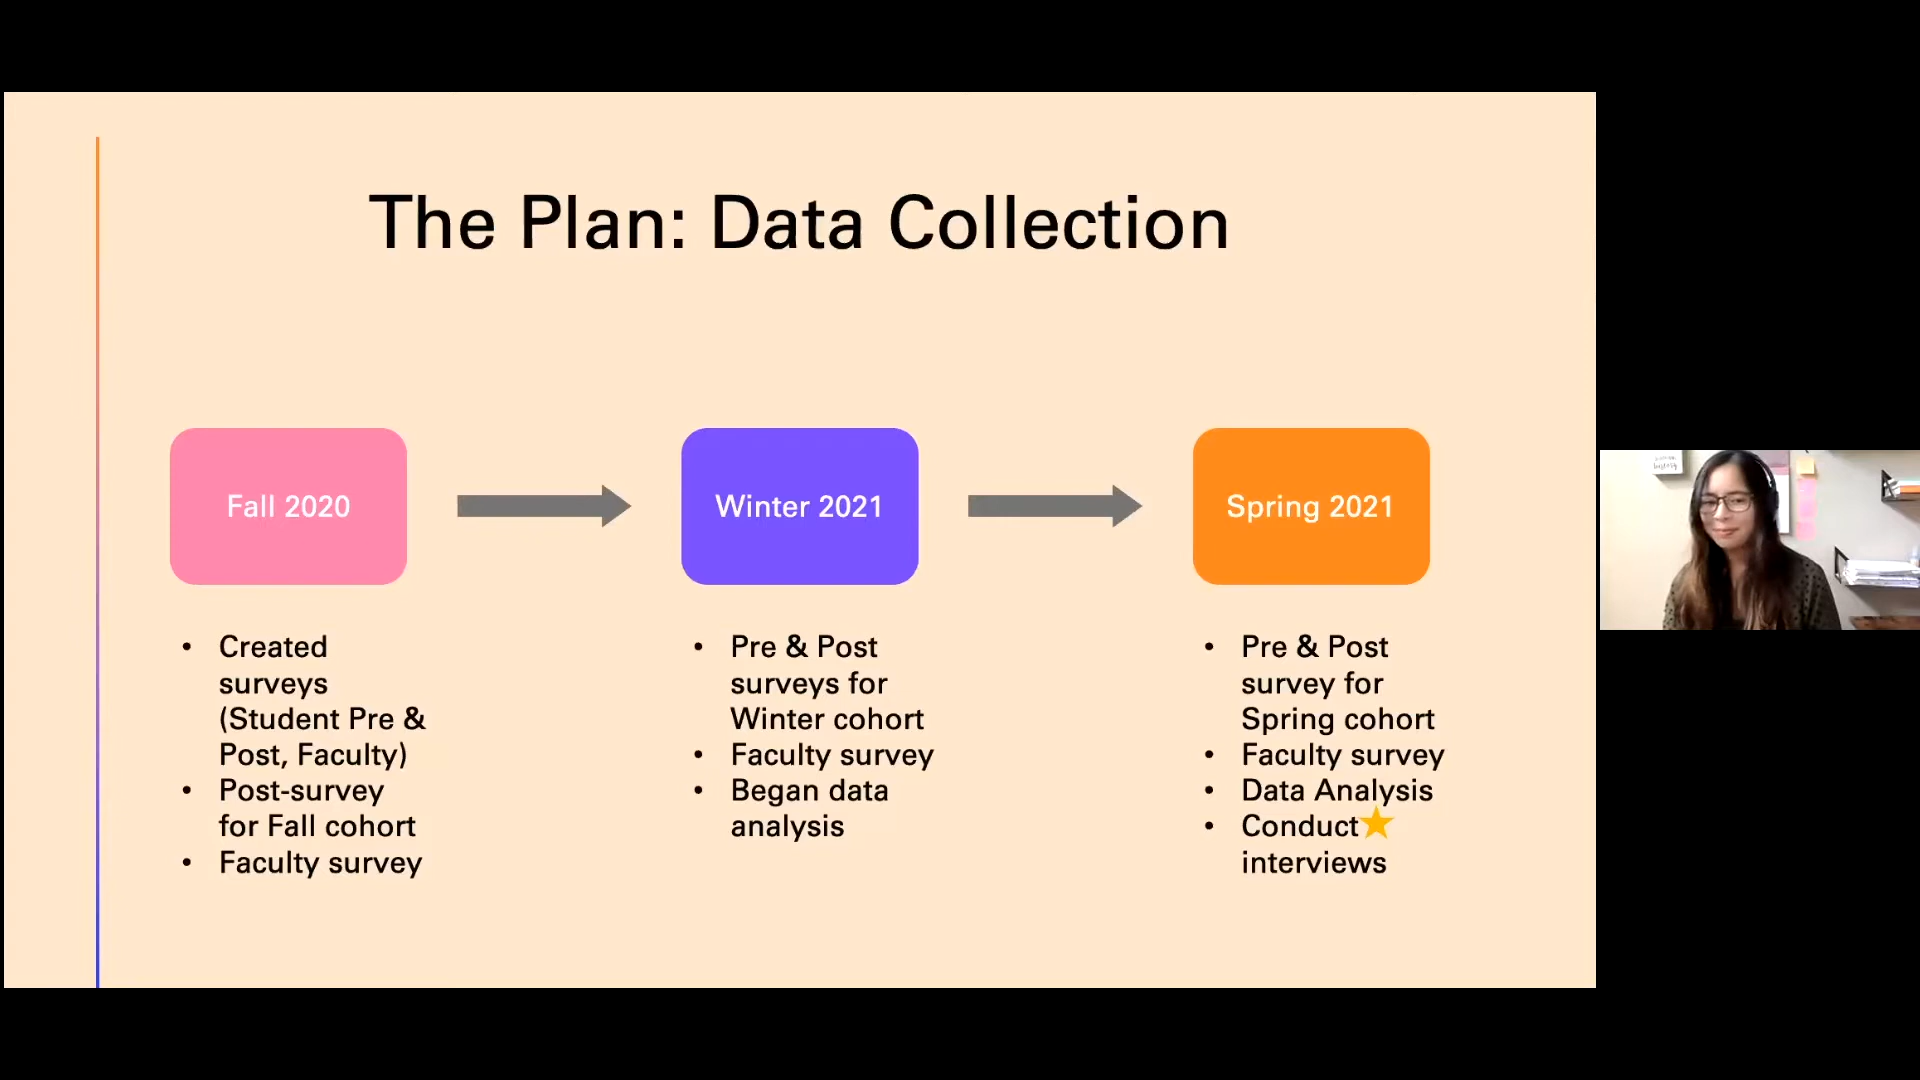 The Plan: Data Collection
Fall 2020
Winter 2021
Spring 2021
• Created
surveys
(Student Pre &
Post, Faculty)
• Post-survey
for Fall cohort
• Faculty survey
• Pre & Post
surveys for
Winter cohort
• Faculty survey
• Began data
analysis
• Pre & Post
survey for
Spring cohort
• Faculty survey
• Data Analysis
• Conduct
interviews